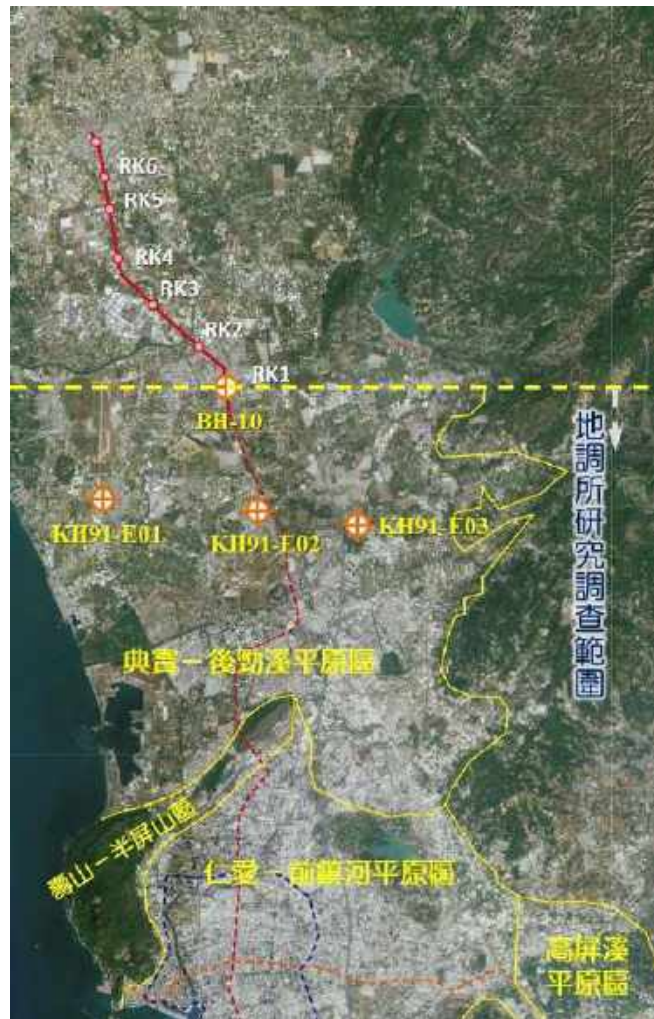 RK6
RK5
RK4
RK3
RK2
RK1
BH-10
KH91-E01
KH91-E02
KH91-E03
地調所研究調查範圍
典寶－後勁溪平原區
壽山－半屏山區
仁愛－前鎮河平原區
高屏溪
平原區